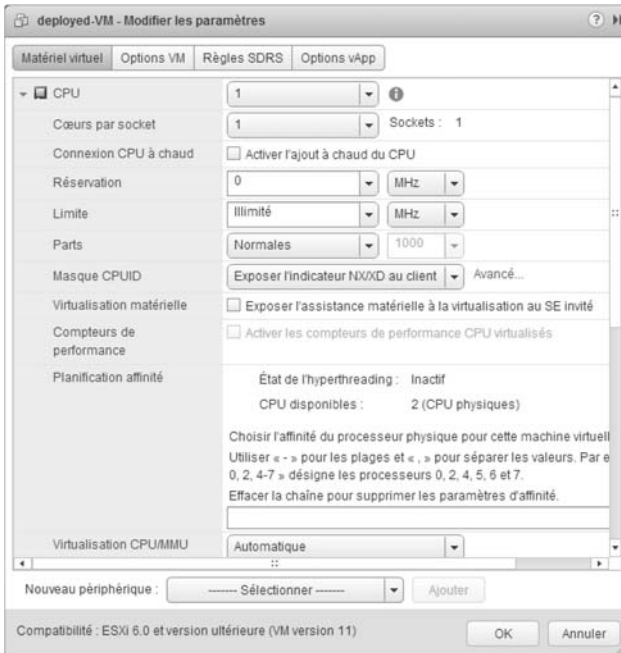 deployed-VM - Modifier les paramètres
Matériel virtuel Options VM Règles SDRS Options vApp
CPU 1
Cœurs par socket 1 Sockets : 1
Connexion CPU à chaud Activer l'ajout à chaud du CPU
Réservation 0 MHz
Limite Illimité MHz
Parts Normales 1000
Masque CPUID Exposer l'indicateur NX/XD au client Avancé...
Virtualisation matérielle Exposer l'assistance matérielle à la virtualisation au SE invité
Compteurs de performance Activer les compteurs de performance CPU virtualisés
Planification affinité État de l'hyperthreading : Inactif
CPU disponibles : 2 (CPU physiques)
Choisir l'affinité du processeur physique pour cette machine virtuell
Utiliser « - » pour les plages et « , » pour séparer les valeurs. Par e
0, 2, 4-7 » désigne les processeurs 0, 2, 4, 5, 6 et 7.
Effacer la chaîne pour supprimer les paramètres d'affinité.
Virtualisation CPU/MMU Automatique
Nouveau périphérique : ------- Sélectionner ------- Ajouter
Compatibilité : ESXi 6.0 et version ultérieure (VM version 11) OK Annuler